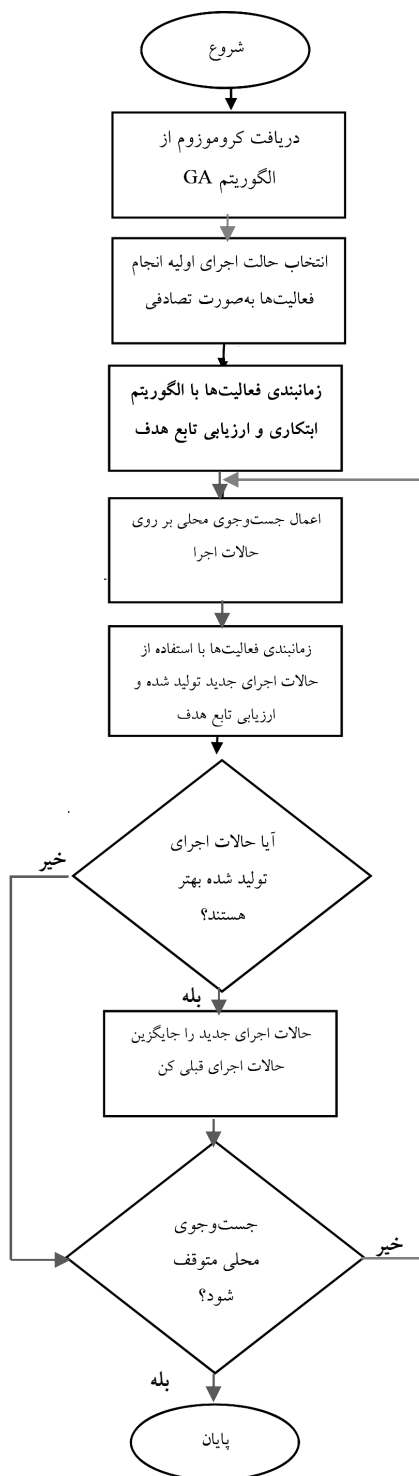 شروع
دریافت کروموزوم از
الگوریتم GA
انتخاب حالت اجرای اولیه انجام
فعالیت‌ها به‌صورت تصادفی
زمانبندی فعالیت‌ها با الگوریتم
ابتکاری و ارزیابی تابع هدف
اعمال جست‌وجوی محلی بر روی
حالات اجرا
زمانبندی فعالیت‌ها با استفاده از
حالات اجرای جدید تولید شده و
ارزیابی تابع هدف
آیا حالات اجرای
تولید شده بهتر
هستند؟
خیر
بله
حالات اجرای جدید را جایگزین
حالات اجرای قبلی کن
جست‌وجوی
محلی متوقف
شود؟
خیر
بله
پایان